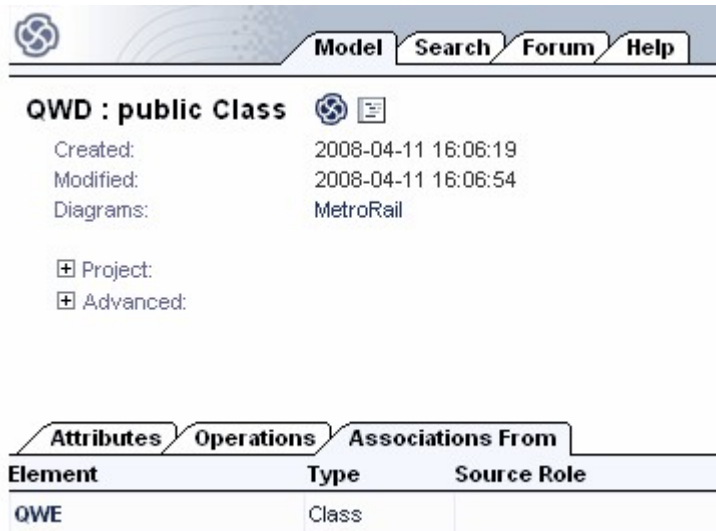 Model Search Forum Help
QWD : public Class
Created: 2008-04-11 16:06:19
Modified: 2008-04-11 16:06:54
Diagrams: MetroRail
Project:
Advanced:
Attributes Operations Associations From
Element Type Source Role
QWE Class